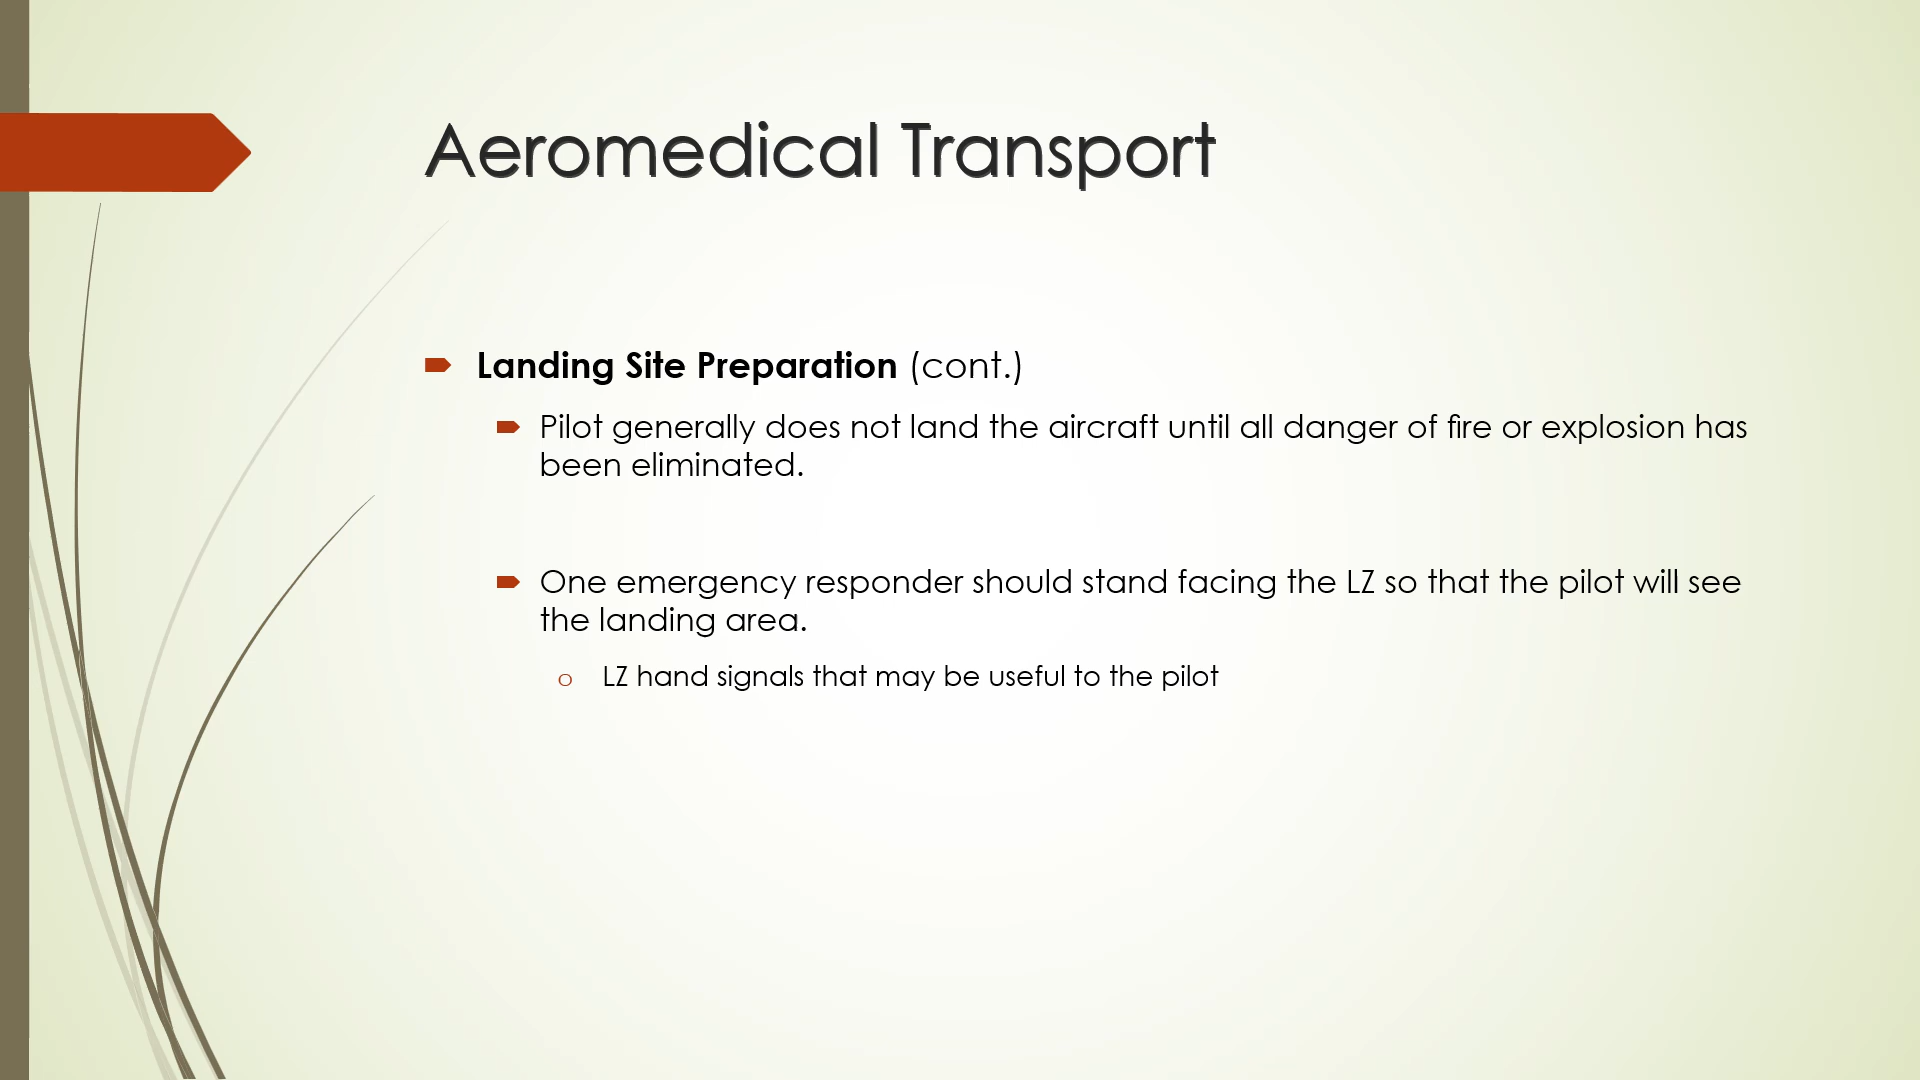 Aeromedical Transport
Landing Site Preparation (cont.)
Pilot generally does not land the aircraft until all danger of fire or explosion has
been eliminated.
One emergency responder should stand facing the LZ so that the pilot will see
the landing area.
o LZ hand signals that may be useful to the pilot